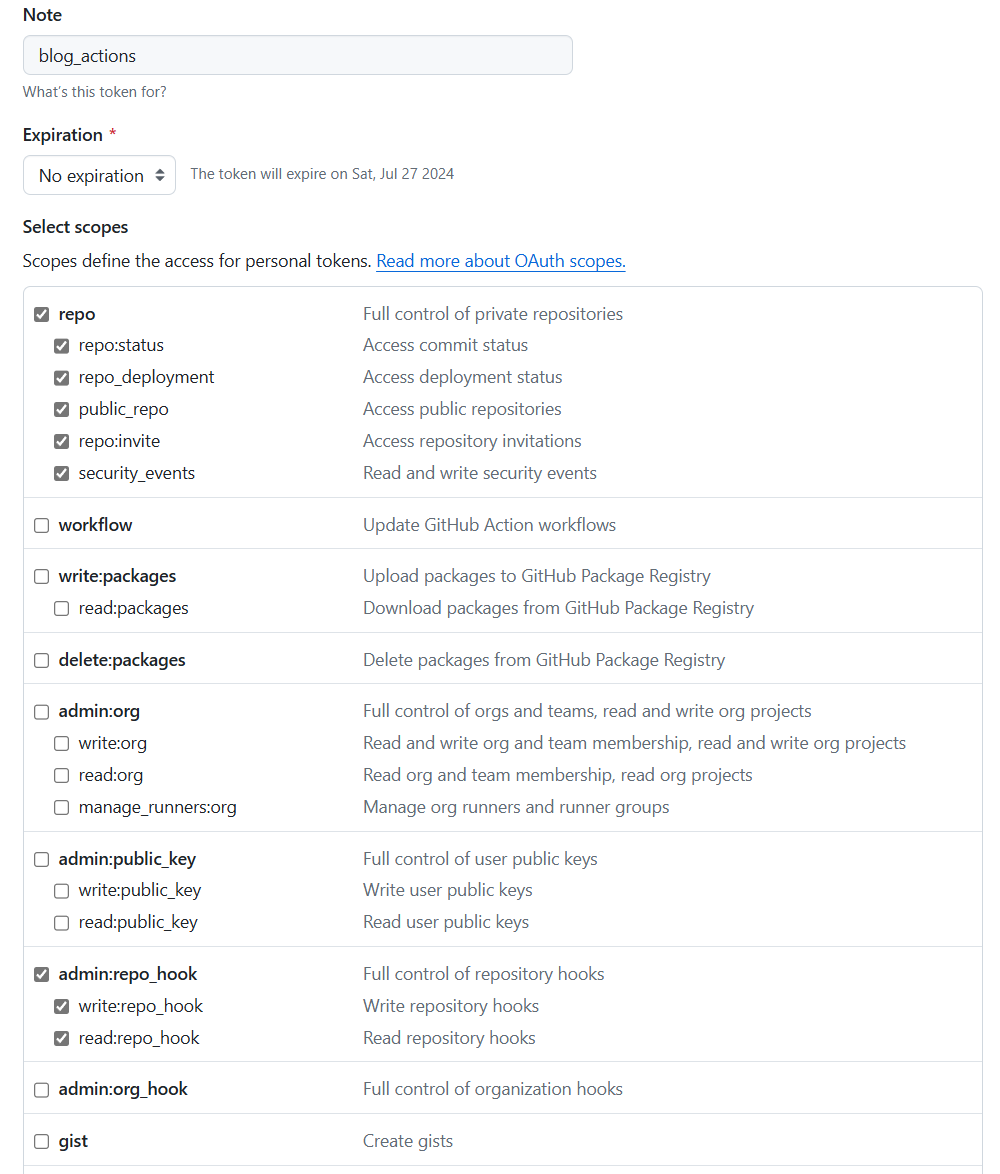 Note
blog_actions
What's this token for?
Expiration *
No expiration The token will expire on Sat, Jul 27 2024
Select scopes
Scopes define the access for personal tokens. Read more about OAuth scopes.
repo Full control of private repositories
repo:status Access commit status
repo_deployment Access deployment status
public_repo Access public repositories
repo:invite Access repository invitations
security_events Read and write security events
workflow Update GitHub Action workflows
write:packages Upload packages to GitHub Package Registry
read:packages Download packages from GitHub Package Registry
delete:packages Delete packages from GitHub Package Registry
admin:org Full control of orgs and teams, read and write org projects
write:org Read and write org and team membership, read and write org projects
read:org Read org and team membership, read org projects
manage_runners:org Manage org runners and runner groups
admin:public_key Full control of user public keys
write:public_key Write user public keys
read:public_key Read user public keys
admin:repo_hook Full control of repository hooks
write:repo_hook Write repository hooks
read:repo_hook Read repository hooks
admin:org_hook Full control of organization hooks
gist Create gists